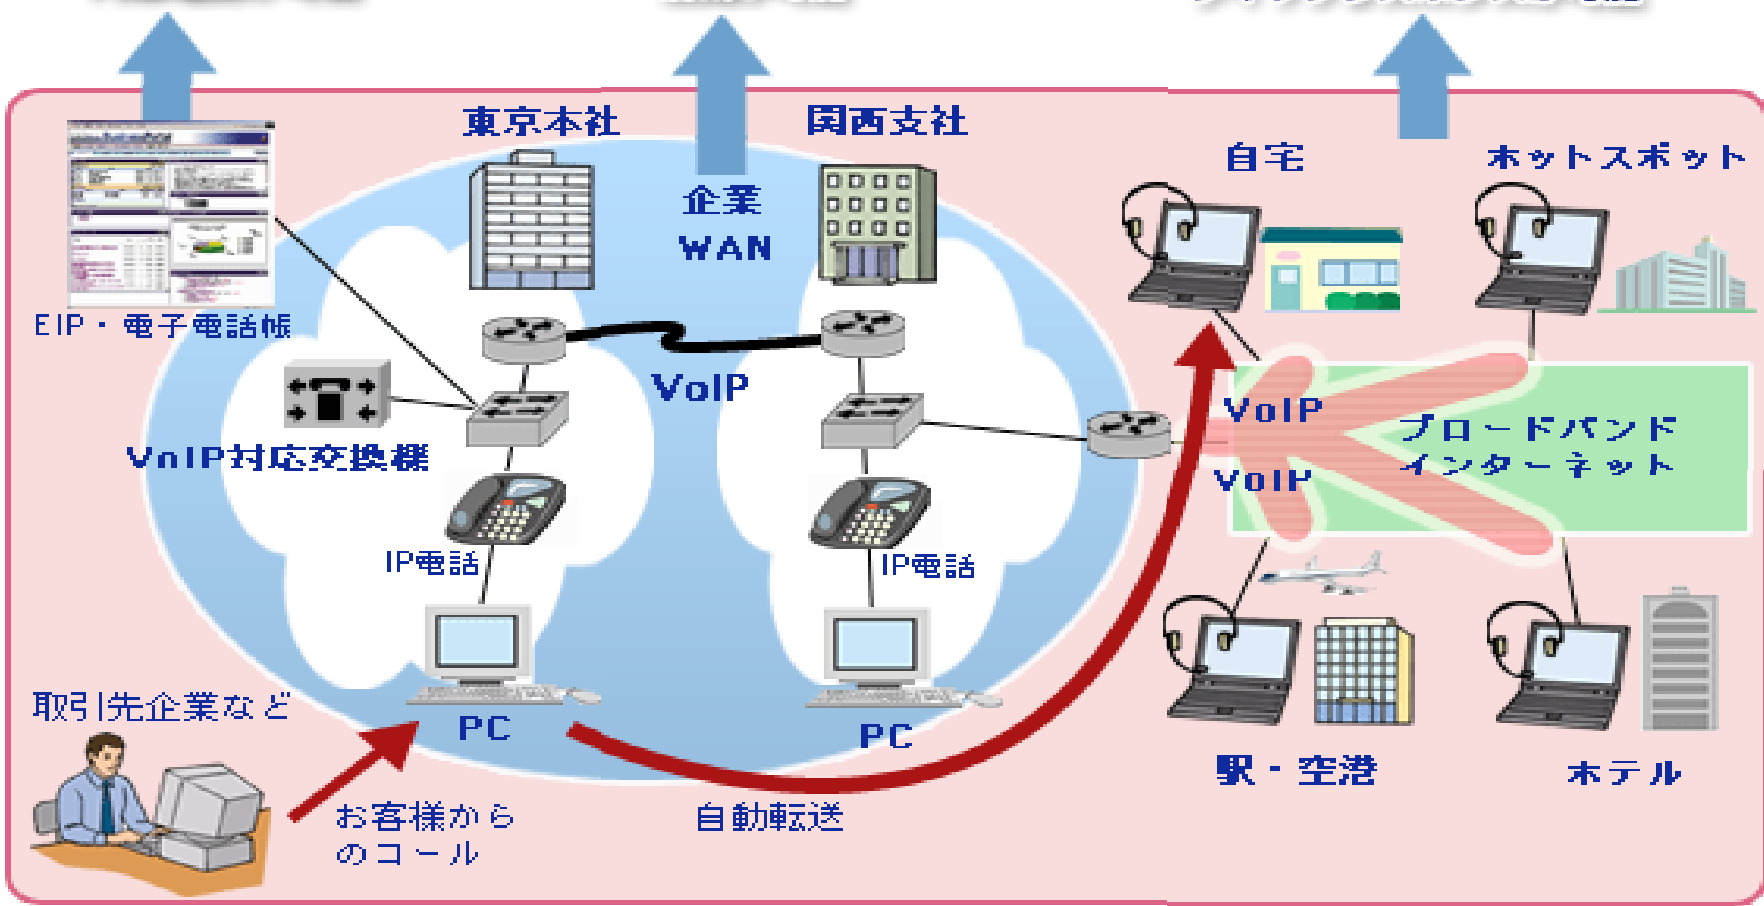 東京本社
関西支社
自宅
ホットスポット
企業
WAN
EIP・電子電話帳
VoIP
VoIP
ブロードバンド
インターネット
VoIP対応交換機
VoIP
IP電話
IP電話
取引先企業など
PC
PC
駅・空港
ホテル
お客様から
のコール
自動転送